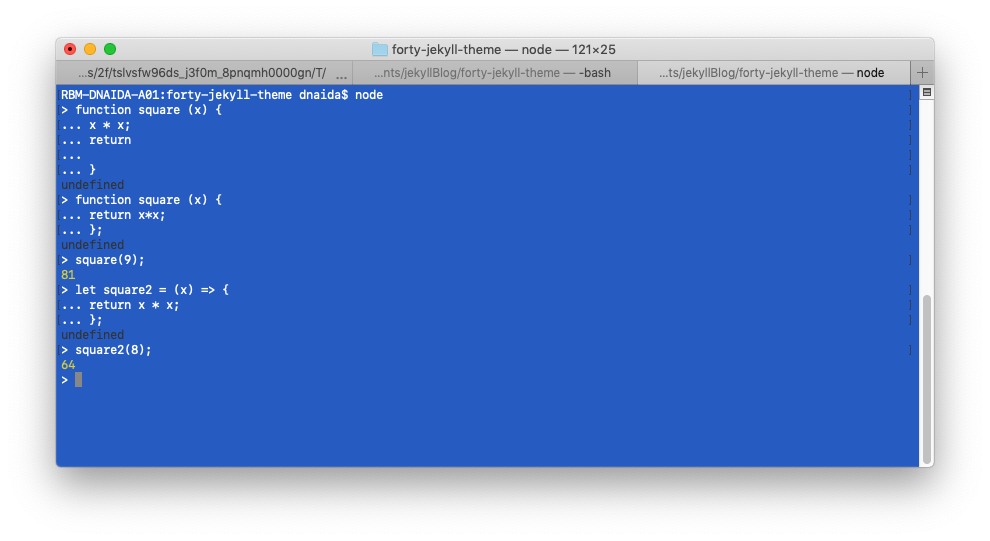 forty-jekyll-theme — node — 121×25
...s/2f/tslvsfw96ds_j3f0m_8pnqmh0000gn/T/ ...
...nts/jekyllBlog/forty-jekyll-theme — -bash
...ts/jekyllBlog/forty-jekyll-theme — node
RBM-DNAIDA-A01:forty-jekyll-theme dnaida$ node
> function square (x) {
... x * x;
... return
...
... }
undefined
> function square (x) {
... return x*x;
... };
undefined
> square(9);
81
> let square2 = (x) => {
... return x * x;
... };
undefined
> square2(8);
64
>